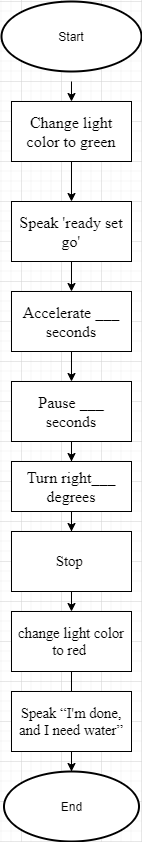 Start
Change light
color to green
Speak 'ready set
go'
Accelerate ___
seconds
Pause ___
seconds
Turn right___
degrees
Stop
change light color
to red
Speak “I'm done,
and I need water”
End